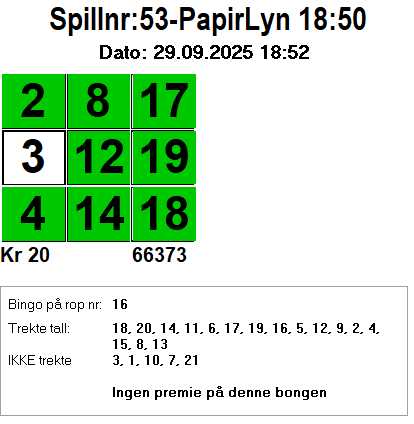 Spillnr:53-PapirLyn 18:50
Dato: 29.09.2025 18:52
2 8 17
3 12 19
4 14 18
Kr 20 66373
Bingo på rop nr: 16
Trekte tall: 18, 20, 14, 11, 6, 17, 19, 16, 5, 12, 9, 2, 4,
15, 8, 13
IKKE trekte 3, 1, 10, 7, 21
Ingen premie på denne bongen